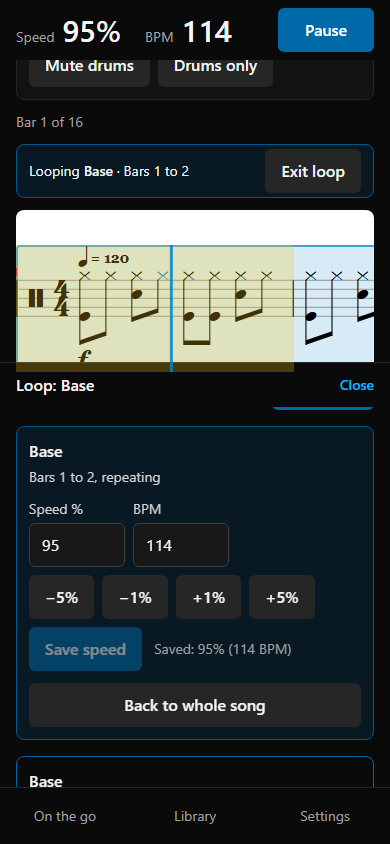 Speed 95% BPM 114 Pause
Mute drums Drums only
Bar 1 of 16
Looping Base · Bars 1 to 2 Exit loop
= 120
4
4
f
Loop: Base Close
Base
Bars 1 to 2, repeating
Speed % BPM
95 114
−5% −1% +1% +5%
Save speed Saved: 95% (114 BPM)
Back to whole song
Base
On the go Library Settings